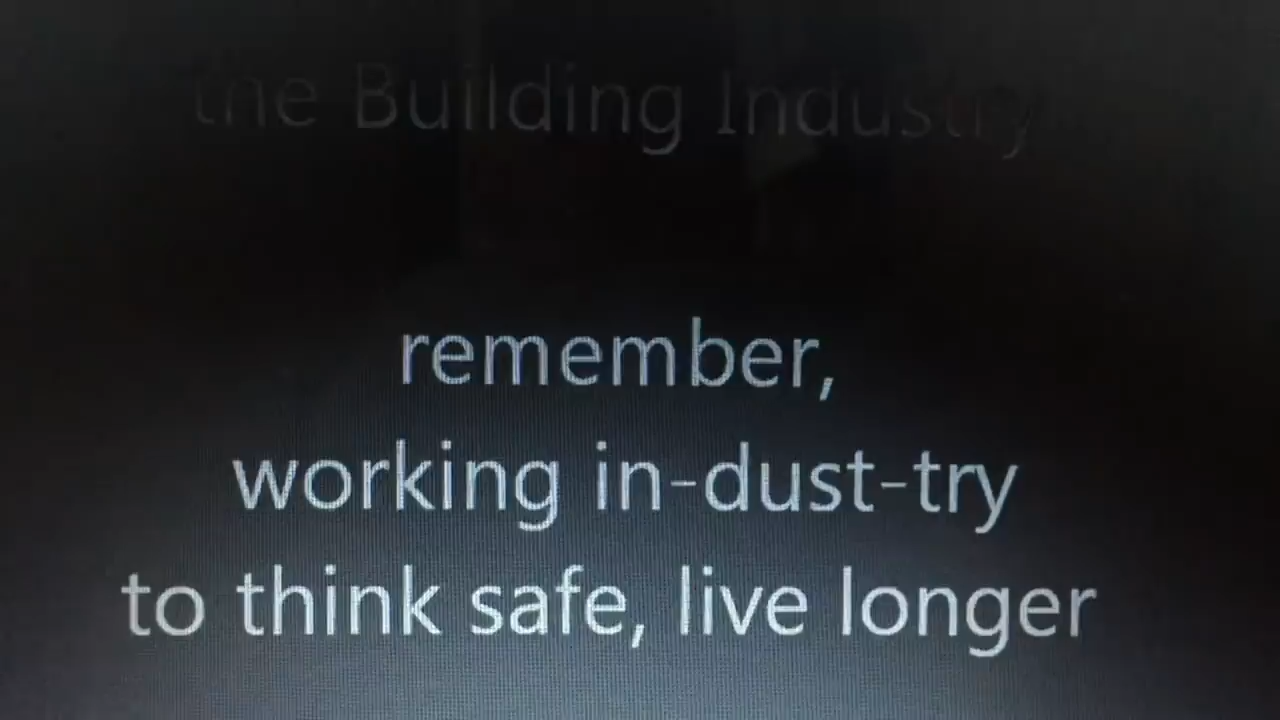 the Building Industry
remember,
working in-dust-try
to think safe, live longer